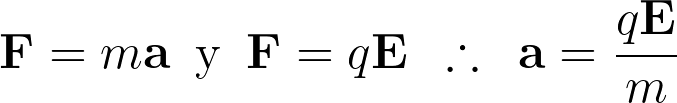 F = ma y F = qE ∴ a = qE/m